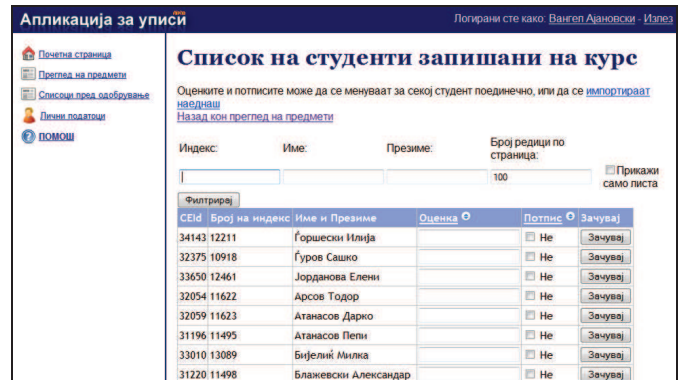 Апликација за уписи
Логирани сте како: Вангел Ајановски - Излез
Почетна страница
Преглед на предмети
Списоци пред одобрување
Лични податоци
ПОМОШ
Список на студенти запишани на курс
Оценките и потписите може да се менуваат за секој студент поединечно, или да се импортираат
наеднаш
Назад кон преглед на предмети
Индекс: Име: Презиме: Број редици по
страница:
100 Прикажи
само листа
Филтрирај
CEId Број на индекс Име и Презиме Оценка Потпис Зачувај
34143 12211 Ѓоршески Илија Не Зачувај
32375 10918 Ѓуров Сашко Не Зачувај
33650 12461 Јорданова Елени Не Зачувај
32054 11622 Арсов Тодор Не Зачувај
32059 11623 Атанасов Дарко Не Зачувај
31196 11495 Атанасов Пепи Не Зачувај
33010 13089 Бијелиќ Милка Не Зачувај
31220 11498 Блажевски Александар Не Зачувај